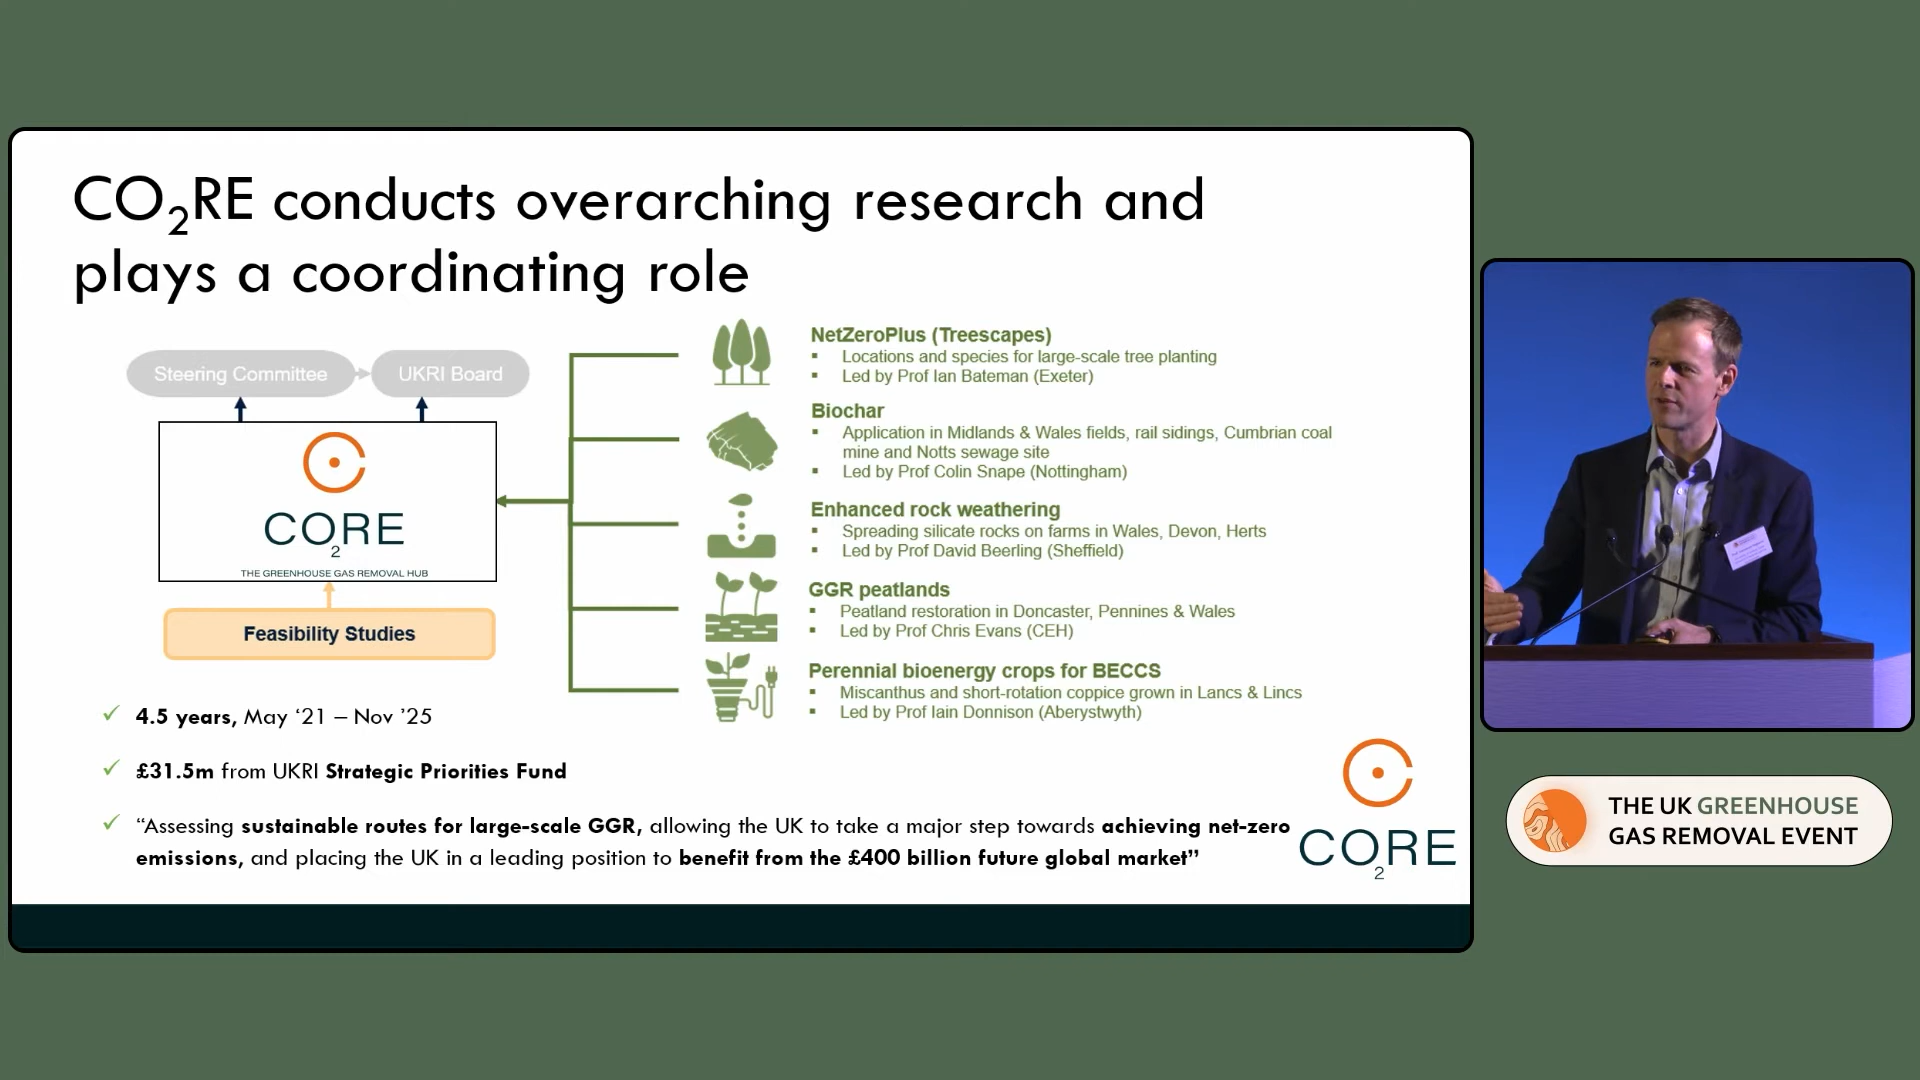 CO₂RE conducts overarching research and
plays a coordinating role
Steering Committee
UKRI Board
CO₂RE
THE GREENHOUSE GAS REMOVAL HUB
Feasibility Studies
NetZeroPlus (Treescapes)
▪ Locations and species for large-scale tree planting
▪ Led by Prof Ian Bateman (Exeter)
Biochar
▪ Application in Midlands & Wales fields, rail sidings, Cumbrian coal
mine and Notts sewage site
▪ Led by Prof Colin Snape (Nottingham)
Enhanced rock weathering
▪ Spreading silicate rocks on farms in Wales, Devon, Herts
▪ Led by Prof David Beerling (Sheffield)
GGR peatlands
▪ Peatland restoration in Doncaster, Pennines & Wales
▪ Led by Prof Chris Evans (CEH)
Perennial bioenergy crops for BECCS
▪ Miscanthus and short-rotation coppice grown in Lancs & Lincs
▪ Led by Prof Iain Donnison (Aberystwyth)
✓ 4.5 years, May ‘21 – Nov ’25
✓ £31.5m from UKRI Strategic Priorities Fund
✓ “Assessing sustainable routes for large-scale GGR, allowing the UK to take a major step towards achieving net-zero
emissions, and placing the UK in a leading position to benefit from the £400 billion future global market”
CO₂RE
THE UK GREENHOUSE
GAS REMOVAL EVENT